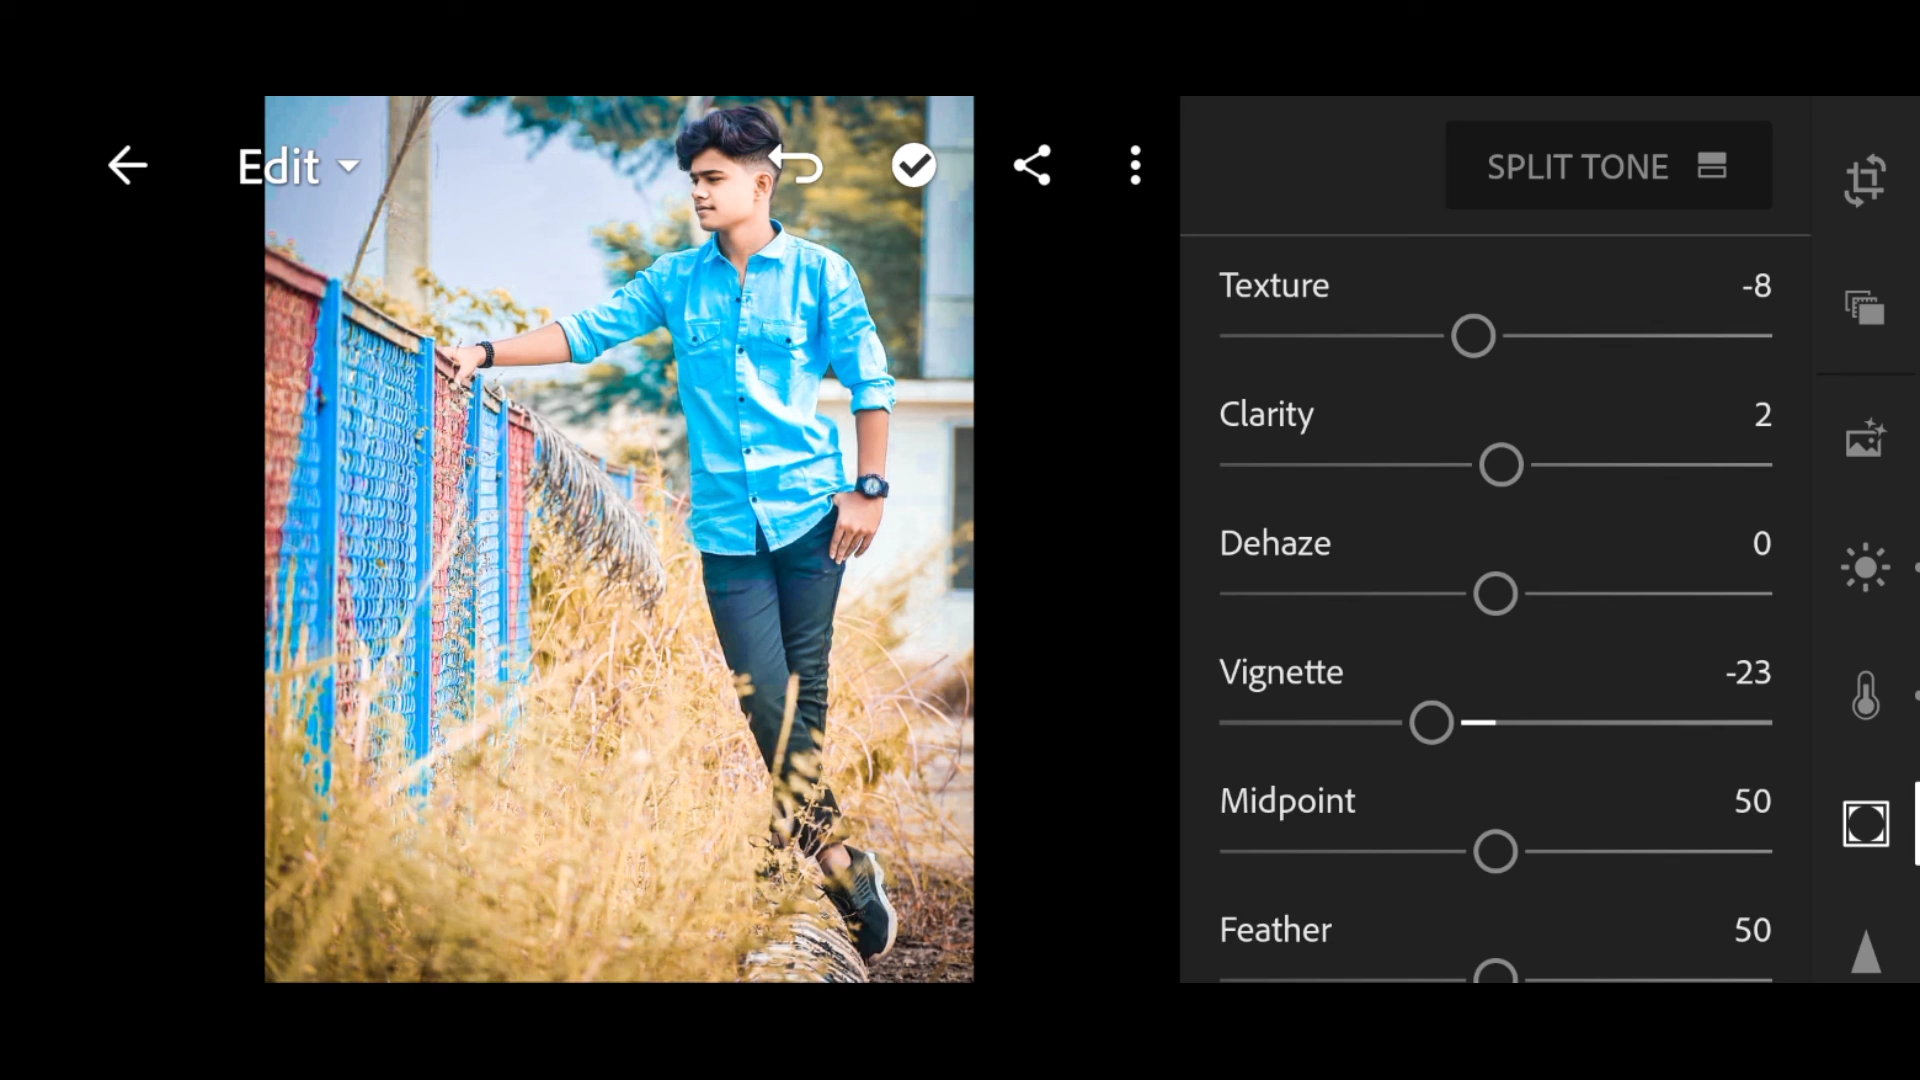 Edit
SPLIT TONE
Texture -8
Clarity 2
Dehaze 0
Vignette -23
Midpoint 50
Feather 50